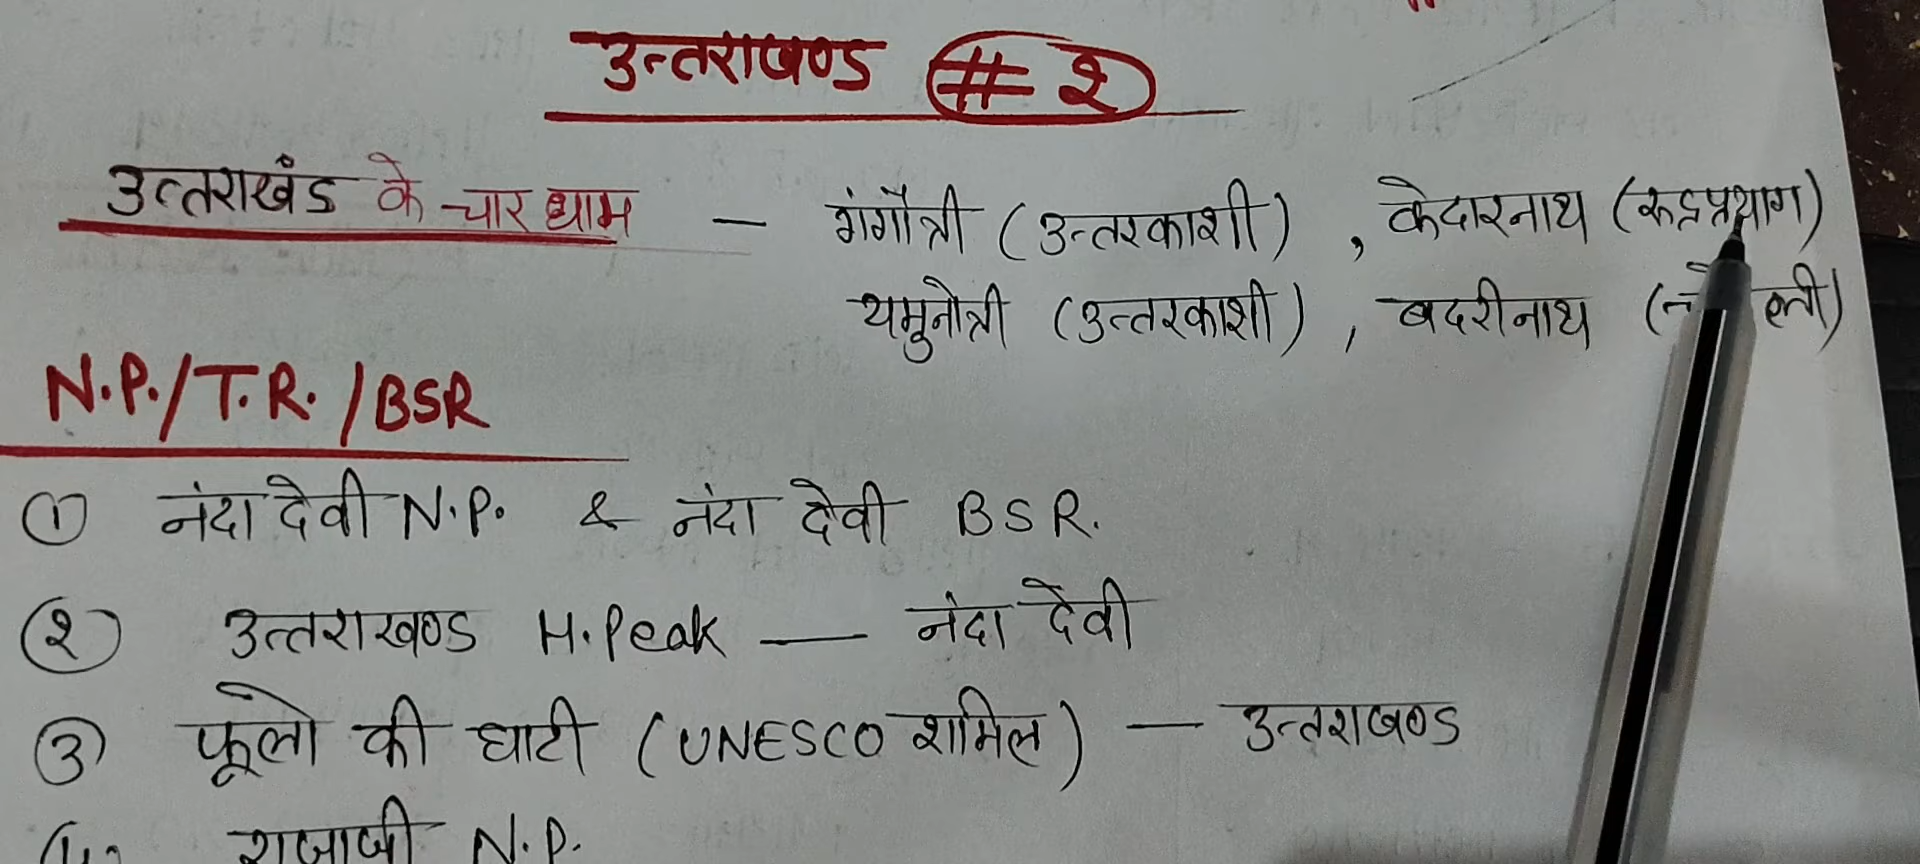 उत्तराखण्ड # २
उत्तराखंड के चार धाम — गंगौत्री (उत्तरकाशी), केदारनाथ (रूद्रप्रयाग)
यमुनोत्री (उत्तरकाशी), बदरीनाथ
N.P./T.R./BSR
① नंदा देवी N.P. & नंदा देवी BSR.
② उत्तराखण्ड H.Peak — नंदा देवी
③ फूलो की घाटी (UNESCO शामिल) — उत्तराखण्ड
राजाजी N.P.